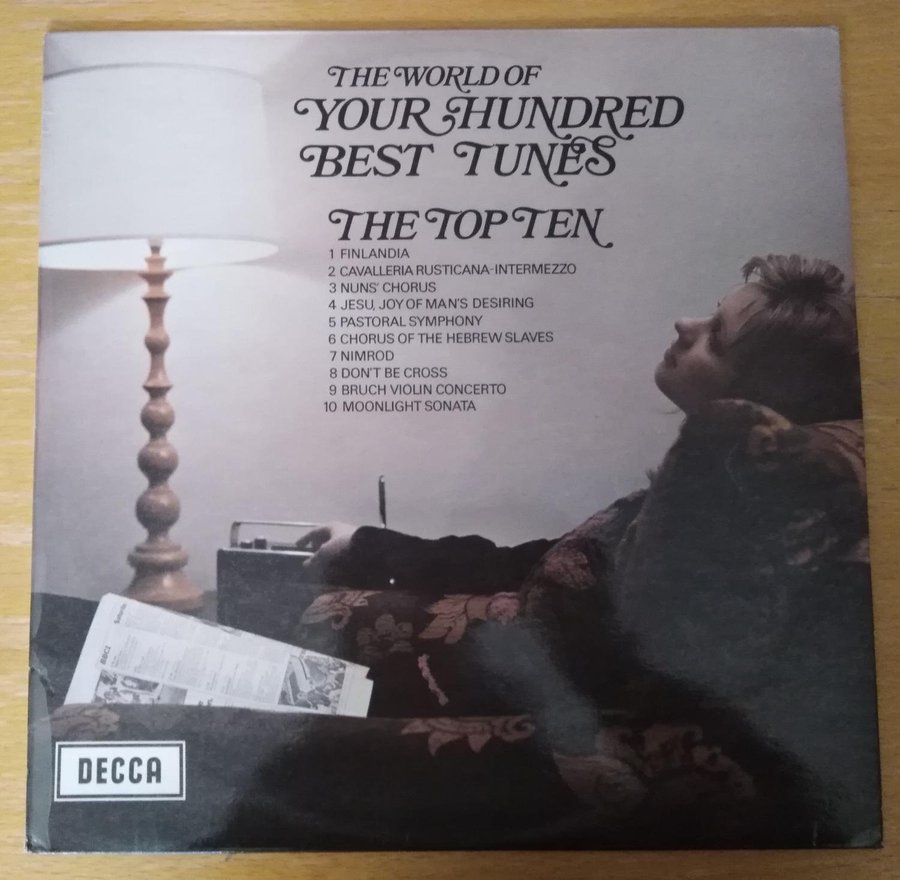 THE WORLD OF
YOUR HUNDRED
BEST TUNES
THE TOP TEN
1 FINLANDIA
2 CAVALLERIA RUSTICANA-INTERMEZZO
3 NUNS' CHORUS
4 JESU, JOY OF MAN'S DESIRING
5 PASTORAL SYMPHONY
6 CHORUS OF THE HEBREW SLAVES
7 NIMROD
8 DON'T BE CROSS
9 BRUCH VIOLIN CONCERTO
10 MOONLIGHT SONATA
Saturday
BBC1
DECCA